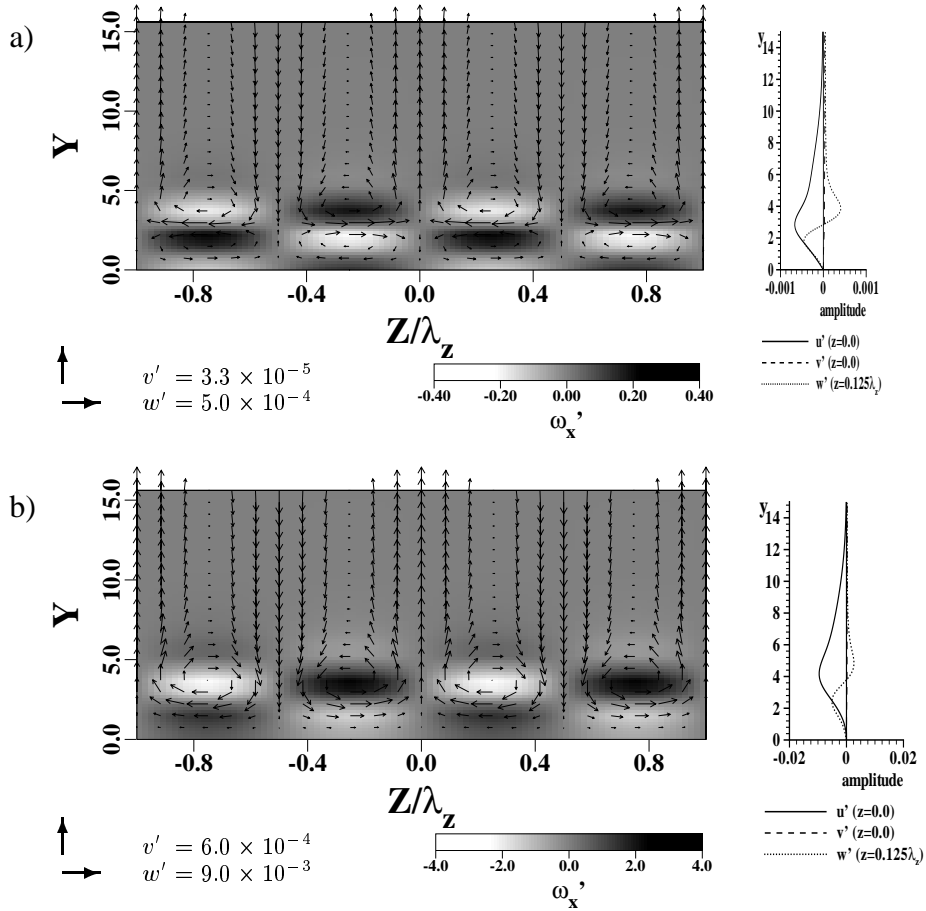 a)
Y
15.0
10.0
5.0
0.0
-0.8 -0.4 0.0 0.4 0.8
Z/λz
v' = 3.3 × 10⁻⁵
w' = 5.0 × 10⁻⁴
-0.40 -0.20 0.00 0.20 0.40
ωx'
y
14
12
10
8
6
4
2
0
-0.001 0 0.001
amplitude
u' (z=0.0)
v' (z=0.0)
w' (z=0.125λz)
b)
Y
15.0
10.0
5.0
0.0
-0.8 -0.4 0.0 0.4 0.8
Z/λz
v' = 6.0 × 10⁻⁴
w' = 9.0 × 10⁻³
-4.0 -2.0 0.0 2.0 4.0
ωx'
y
14
12
10
8
6
4
2
0
-0.02 0 0.02
amplitude
u' (z=0.0)
v' (z=0.0)
w' (z=0.125λz)